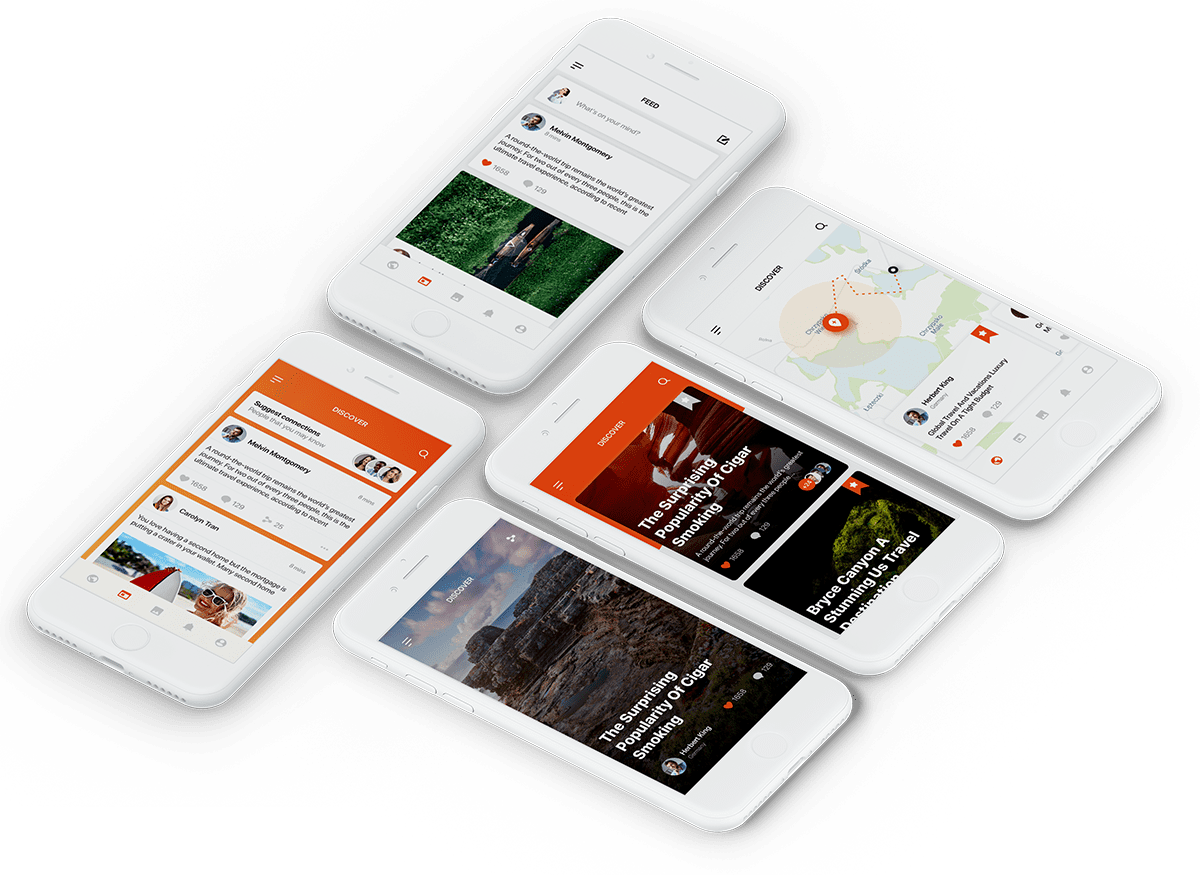 FEED
What's on your mind?
Melvin Montgomery
8 mins
A round-the-world trip remains the world's greatest
journey. For two out of every three people, this is the
ultimate travel experience, according to recent
1658
129
DISCOVER
Chrzypsko
Małe
Łężeczki
Herbert King
Germany
Global Travel And Vacations Luxury
Travel On A Tight Budget
1658
129
DISCOVER
Suggest connections
People that you may know
Melvin Montgomery
8 mins
A round-the-world trip remains the world's greatest
journey. For two out of every three people, this is the
ultimate travel experience, according to recent
1658
129
25
Carolyn Tran
8 mins
You love having a second home but the mortgage is
putting a crater in your wallet. Many second home
DISCOVER
The Surprising
Popularity Of Cigar
Smoking
A round-the-world trip remains the world's greatest
journey. For two out of every three people,
+24
1658
129
Bryce Canyon A
Stunning Us Travel
Destination
DISCOVER
The Surprising
Popularity Of Cigar
Smoking
Herbert King
Germany
1658
129